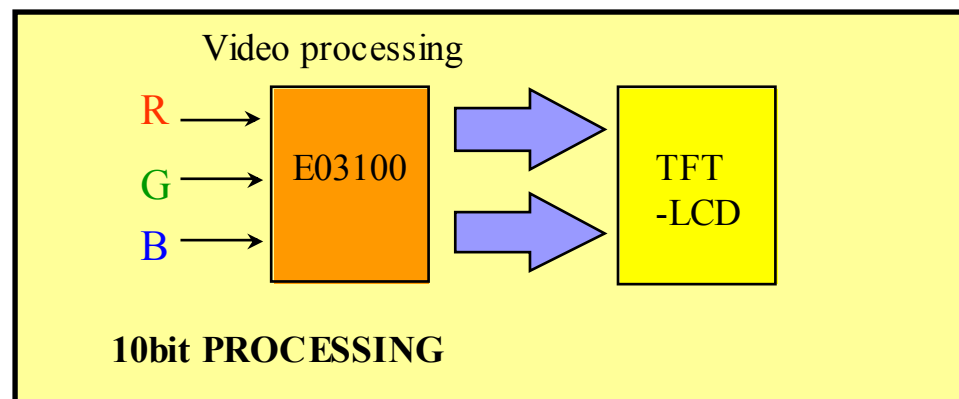 Video processing
R
G
B
E03100
TFT
-LCD
10bit PROCESSING